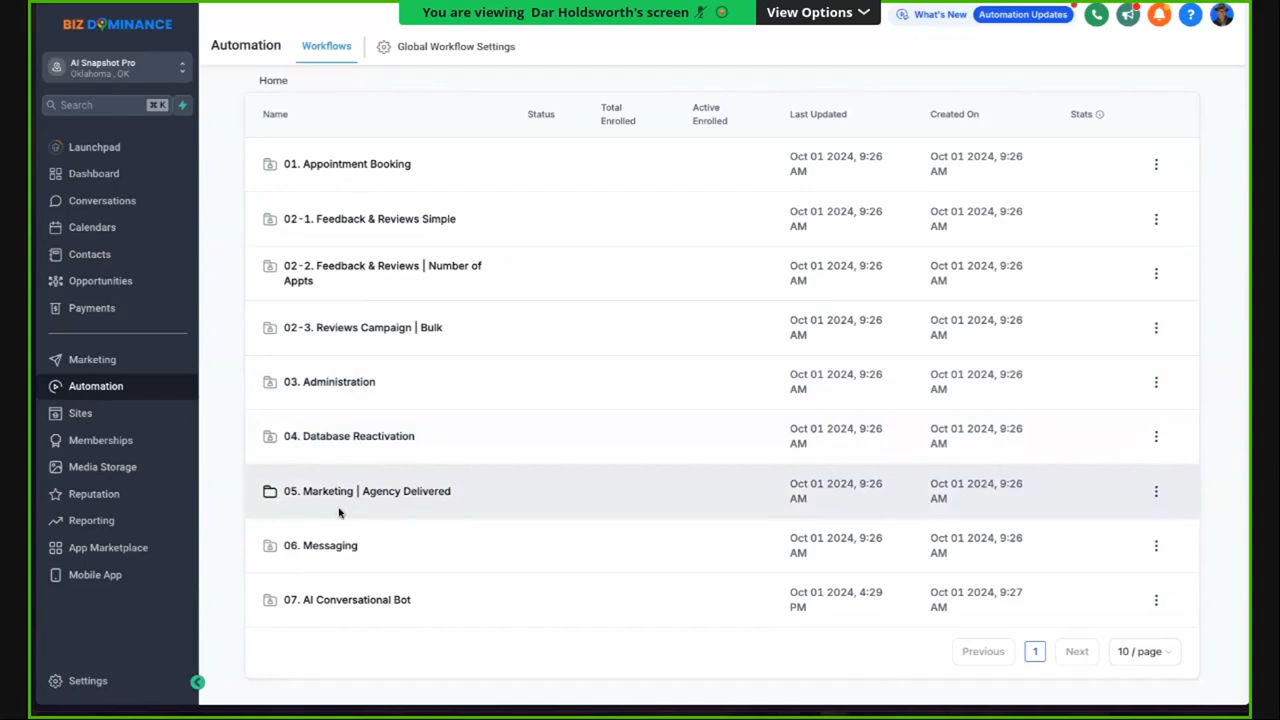 You are viewing Dar Holdsworth's screen
View Options
BIZ DOMINANCE
AI Snapshot Pro
Oklahoma , OK
Search
⌘ K
Launchpad
Dashboard
Conversations
Calendars
Contacts
Opportunities
Payments
Marketing
Automation
Sites
Memberships
Media Storage
Reputation
Reporting
App Marketplace
Mobile App
Settings
Automation
Workflows
Global Workflow Settings
What's New
Automation Updates
?
Home
Name
Status
Total Enrolled
Active Enrolled
Last Updated
Created On
Stats
01. Appointment Booking
Oct 01 2024, 9:26 AM
Oct 01 2024, 9:26 AM
02-1. Feedback & Reviews Simple
Oct 01 2024, 9:26 AM
Oct 01 2024, 9:26 AM
02-2. Feedback & Reviews | Number of Appts
Oct 01 2024, 9:26 AM
Oct 01 2024, 9:26 AM
02-3. Reviews Campaign | Bulk
Oct 01 2024, 9:26 AM
Oct 01 2024, 9:26 AM
03. Administration
Oct 01 2024, 9:26 AM
Oct 01 2024, 9:26 AM
04. Database Reactivation
Oct 01 2024, 9:26 AM
Oct 01 2024, 9:26 AM
05. Marketing | Agency Delivered
Oct 01 2024, 9:26 AM
Oct 01 2024, 9:26 AM
06. Messaging
Oct 01 2024, 9:26 AM
Oct 01 2024, 9:26 AM
07. AI Conversational Bot
Oct 01 2024, 4:29 PM
Oct 01 2024, 9:27 AM
Previous
1
Next
10 / page